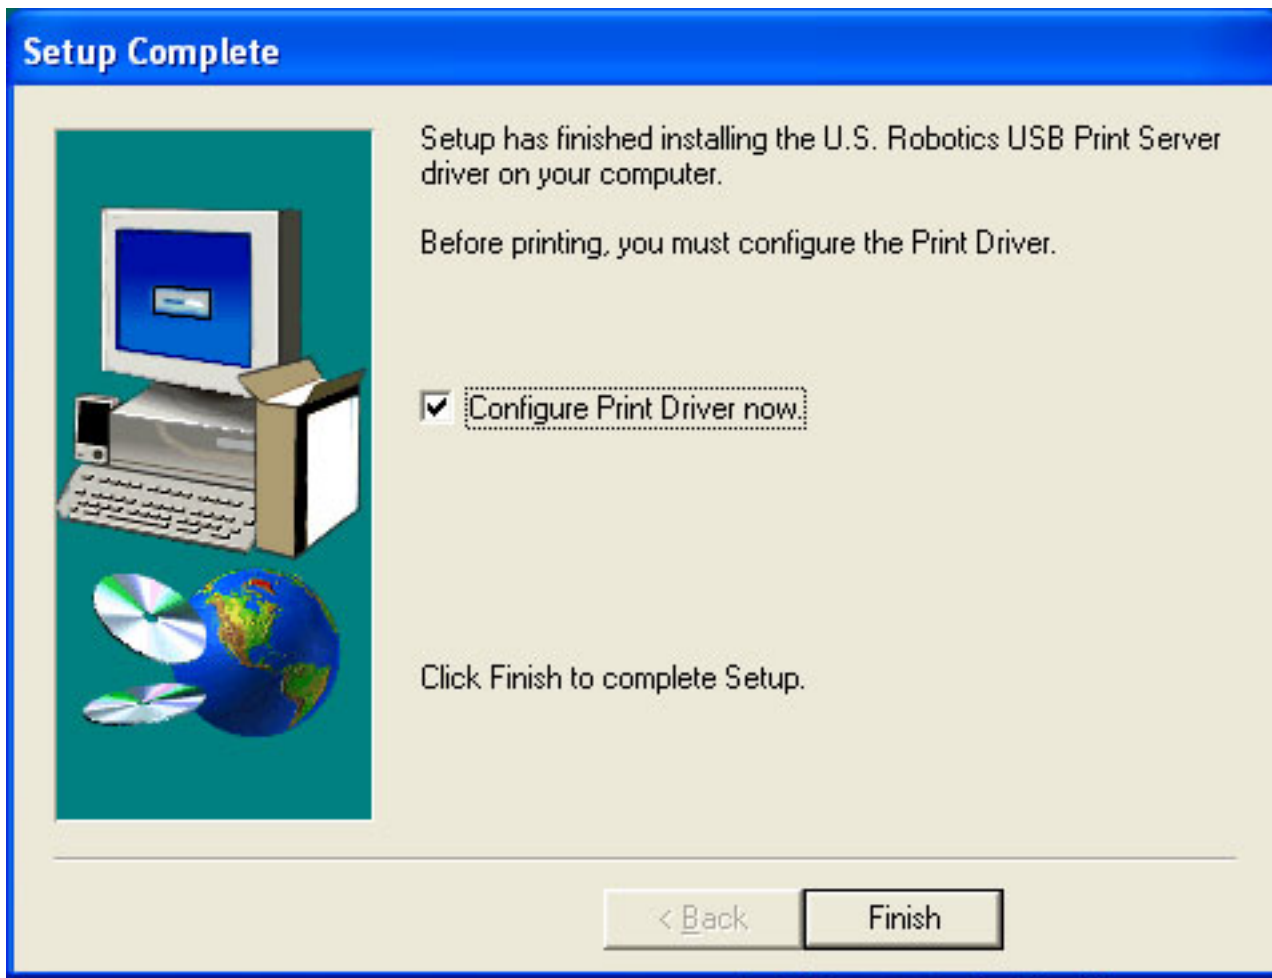 Setup Complete
Setup has finished installing the U.S. Robotics USB Print Server
driver on your computer.
Before printing, you must configure the Print Driver.
Configure Print Driver now.
Click Finish to complete Setup.
< Back
Finish